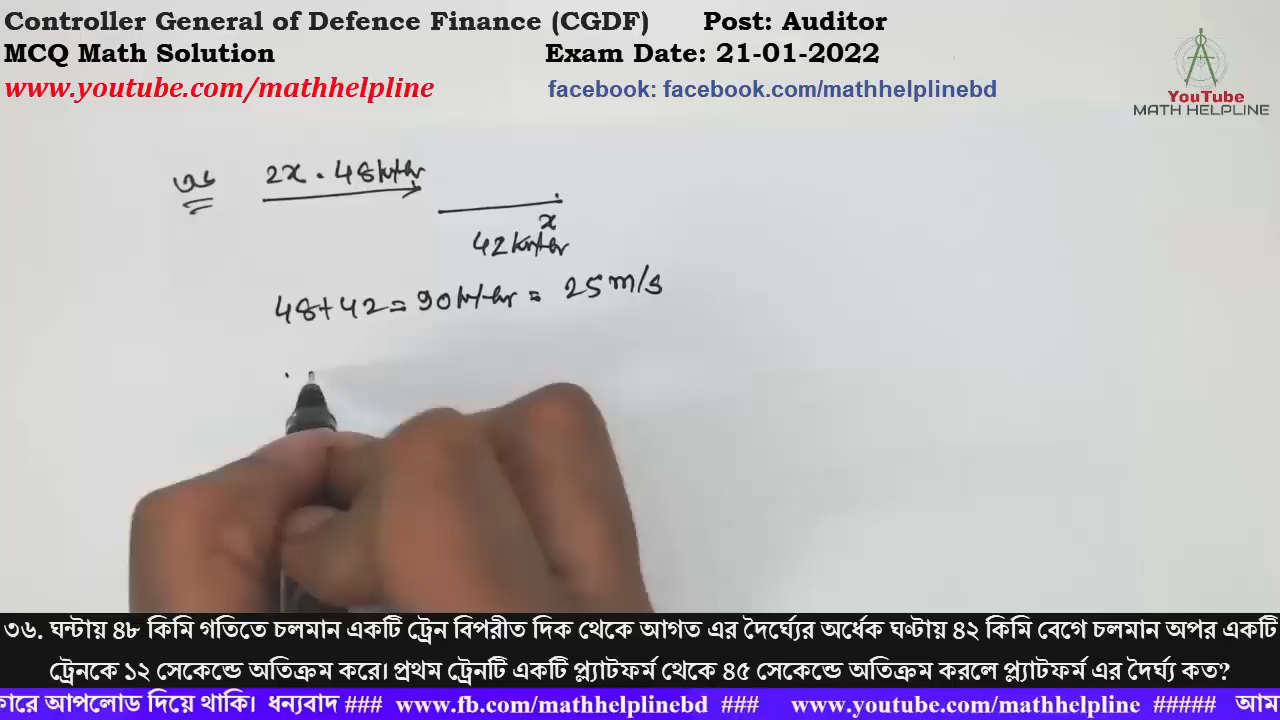 Controller General of Defence Finance (CGDF) Post: Auditor
MCQ Math Solution Exam Date: 21-01-2022
www.youtube.com/mathhelpline facebook: facebook.com/mathhelplinebd
YouTube
MATH HELPLINE
৩৬ 2x . 48km/hr
x
42km/hr
48+42=90km/hr = 25m/s
৩৬. ঘন্টায় ৪৮ কিমি গতিতে চলমান একটি ট্রেন বিপরীত দিক থেকে আগত এর দৈর্ঘ্যের অর্ধেক ঘণ্টায় ৪২ কিমি বেগে চলমান অপর একটি
ট্রেনকে ১২ সেকেন্ডে অতিক্রম করে। প্রথম ট্রেনটি একটি প্ল্যাটফর্ম থেকে ৪৫ সেকেন্ডে অতিক্রম করলে প্ল্যাটফর্ম এর দৈর্ঘ্য কত?
কারে আপলোড দিয়ে থাকি। ধন্যবাদ ### www.fb.com/mathhelplinebd ### www.youtube.com/mathhelpline ##### আম